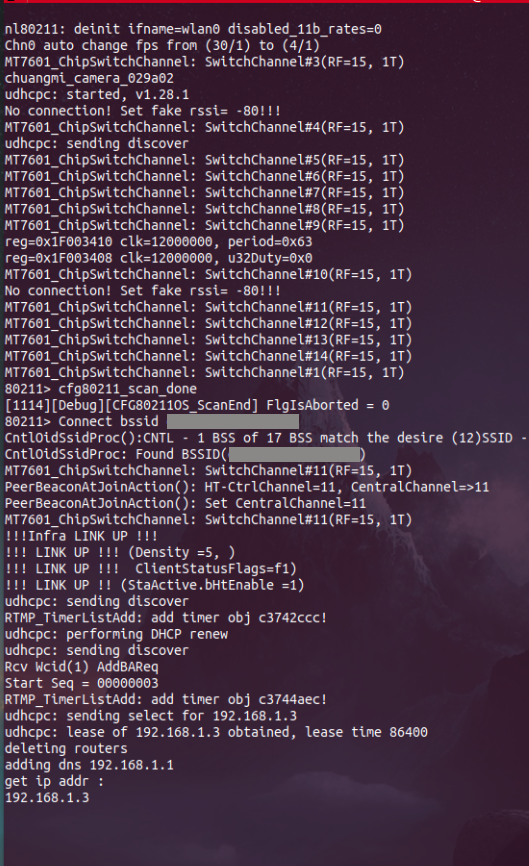 nl80211: deinit ifname=wlan0 disabled_11b_rates=0
Chn0 auto change fps from (30/1) to (4/1)
MT7601_ChipSwitchChannel: SwitchChannel#3(RF=15, 1T)
chuangmi_camera_029a02
udhcpc: started, v1.28.1
No connection! Set fake rssi= -80!!!
MT7601_ChipSwitchChannel: SwitchChannel#4(RF=15, 1T)
udhcpc: sending discover
MT7601_ChipSwitchChannel: SwitchChannel#5(RF=15, 1T)
MT7601_ChipSwitchChannel: SwitchChannel#6(RF=15, 1T)
MT7601_ChipSwitchChannel: SwitchChannel#7(RF=15, 1T)
MT7601_ChipSwitchChannel: SwitchChannel#8(RF=15, 1T)
MT7601_ChipSwitchChannel: SwitchChannel#9(RF=15, 1T)
reg=0x1F003410 clk=12000000, period=0x63
reg=0x1F003408 clk=12000000, u32Duty=0x0
MT7601_ChipSwitchChannel: SwitchChannel#10(RF=15, 1T)
No connection! Set fake rssi= -80!!!
MT7601_ChipSwitchChannel: SwitchChannel#11(RF=15, 1T)
MT7601_ChipSwitchChannel: SwitchChannel#12(RF=15, 1T)
MT7601_ChipSwitchChannel: SwitchChannel#13(RF=15, 1T)
MT7601_ChipSwitchChannel: SwitchChannel#14(RF=15, 1T)
MT7601_ChipSwitchChannel: SwitchChannel#1(RF=15, 1T)
80211> cfg80211_scan_done
[1114][Debug][CFG80211OS_ScanEnd] FlgIsAborted = 0
80211> Connect bssid
CntlOidSsidProc():CNTL - 1 BSS of 17 BSS match the desire (12)SSID -
CntlOidSsidProc: Found BSSID( )
MT7601_ChipSwitchChannel: SwitchChannel#11(RF=15, 1T)
PeerBeaconAtJoinAction(): HT-CtrlChannel=11, CentralChannel=>11
PeerBeaconAtJoinAction(): Set CentralChannel=11
MT7601_ChipSwitchChannel: SwitchChannel#11(RF=15, 1T)
!!!Infra LINK UP !!!
!!! LINK UP !!! (Density =5, )
!!! LINK UP !!!  ClientStatusFlags=f1)
!!! LINK UP !! (StaActive.bHtEnable =1)
udhcpc: sending discover
RTMP_TimerListAdd: add timer obj c3742ccc!
udhcpc: performing DHCP renew
udhcpc: sending discover
Rcv Wcid(1) AddBAReq
Start Seq = 00000003
RTMP_TimerListAdd: add timer obj c3744aec!
udhcpc: sending select for 192.168.1.3
udhcpc: lease of 192.168.1.3 obtained, lease time 86400
deleting routers
adding dns 192.168.1.1
get ip addr :
192.168.1.3